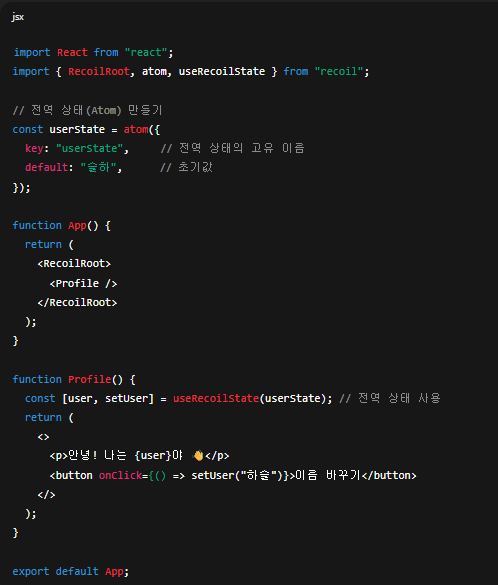 jsx
import React from "react";
import { RecoilRoot, atom, useRecoilState } from "recoil";
// 전역 상태(Atom) 만들기
const userState = atom({
key: "userState", // 전역 상태의 고유 이름
default: "슬하", // 초기값
});
function App() {
return (
<RecoilRoot>
<Profile />
</RecoilRoot>
);
}
function Profile() {
const [user, setUser] = useRecoilState(userState); // 전역 상태 사용
return (
<>
<p>안녕! 나는 {user}야 👋</p>
<button onClick={() => setUser("하슬")}>이름 바꾸기</button>
</>
);
}
export default App;